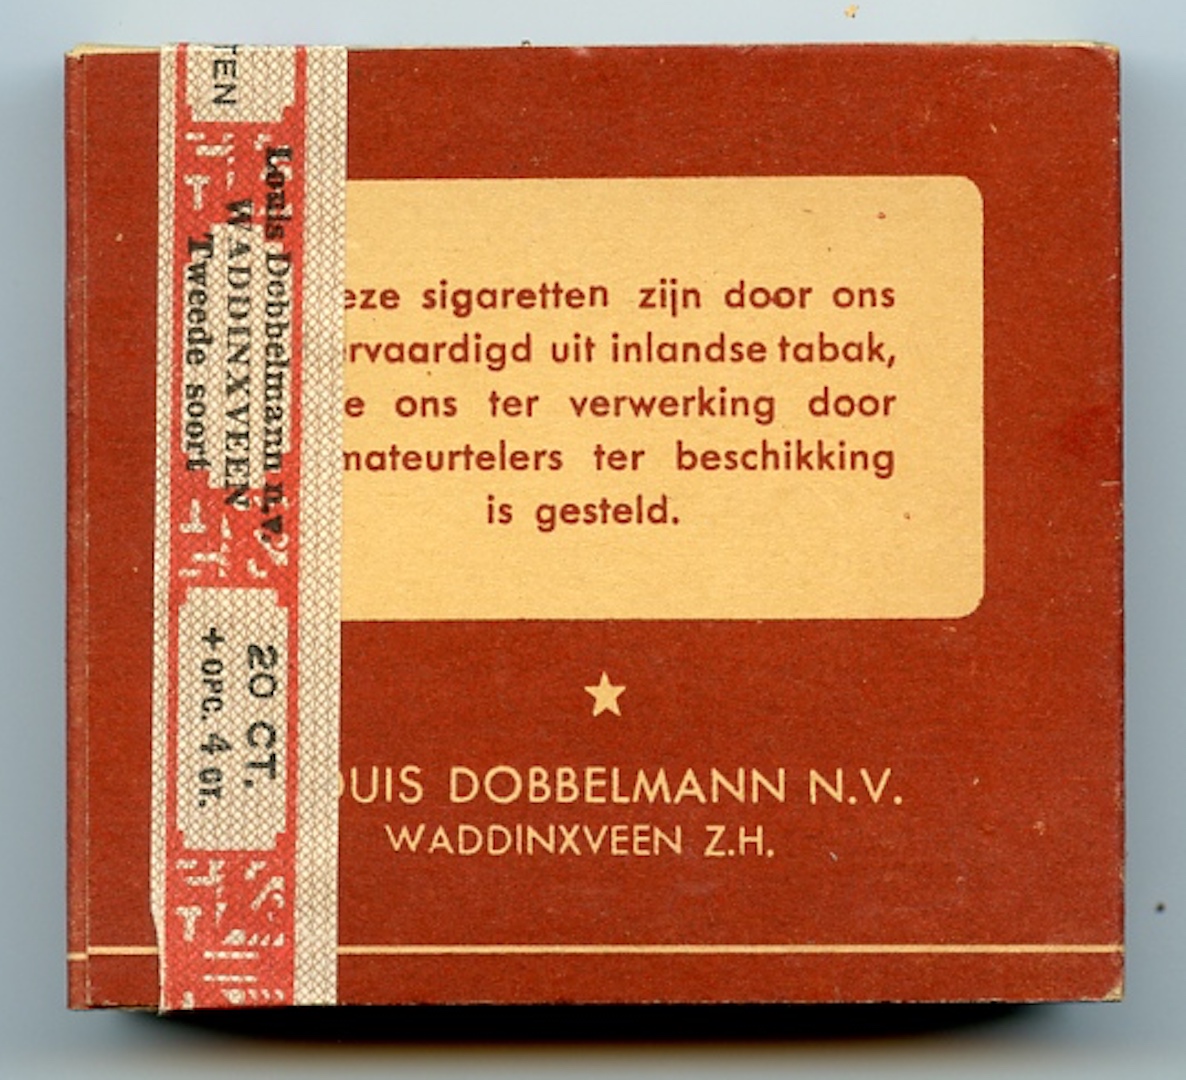 TEN
Louis Dobbelmann n.v.
WADDINXVEEN
Tweede soort
20 CT.
+ OPC. 4 CT.
eze sigaretten zijn door ons
rvaardigd uit inlandse tabak,
e ons ter verwerking door
mateurtelers ter beschikking
is gesteld.
OUIS DOBBELMANN N.V.
WADDINXVEEN Z.H.